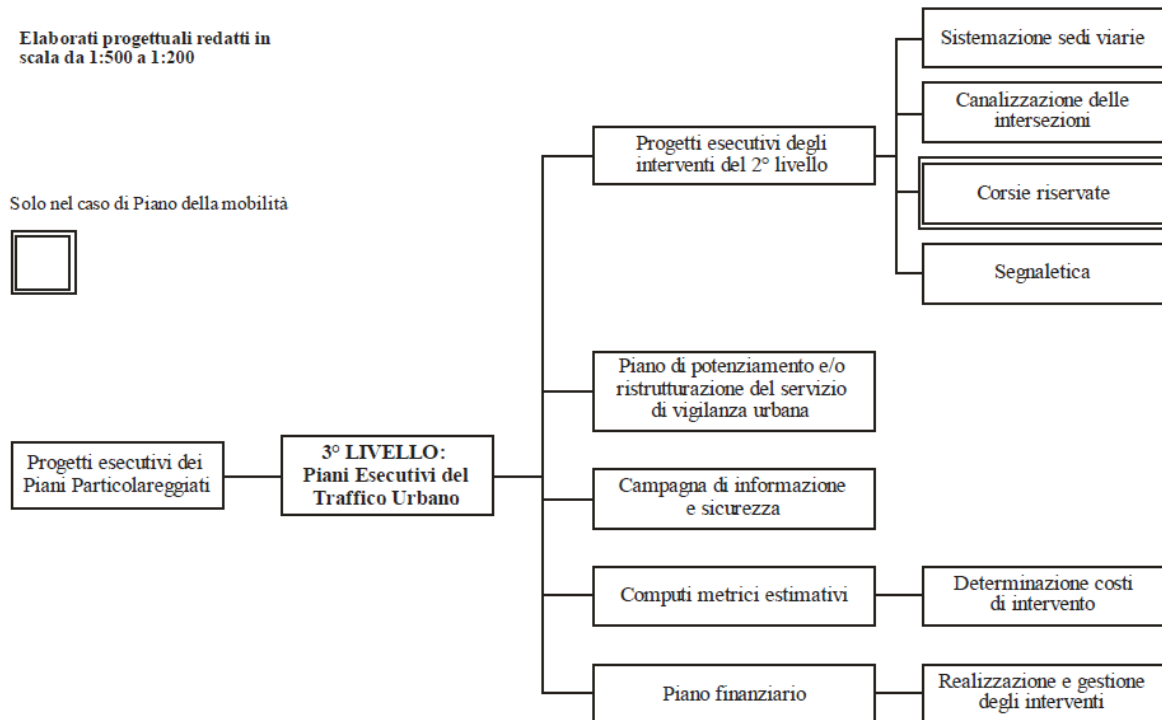 Elaborati progettuali redatti in
scala da 1:500 a 1:200
Solo nel caso di Piano della mobilità
Progetti esecutivi dei
Piani Particolareggiati
3° LIVELLO:
Piani Esecutivi del
Traffico Urbano
Progetti esecutivi degli
interventi del 2° livello
Sistemazione sedi viarie
Canalizzazione delle
intersezioni
Corsie riservate
Segnaletica
Piano di potenziamento e/o
ristrutturazione del servizio
di vigilanza urbana
Campagna di informazione
e sicurezza
Computi metrici estimativi
Determinazione costi
di intervento
Piano finanziario
Realizzazione e gestione
degli interventi